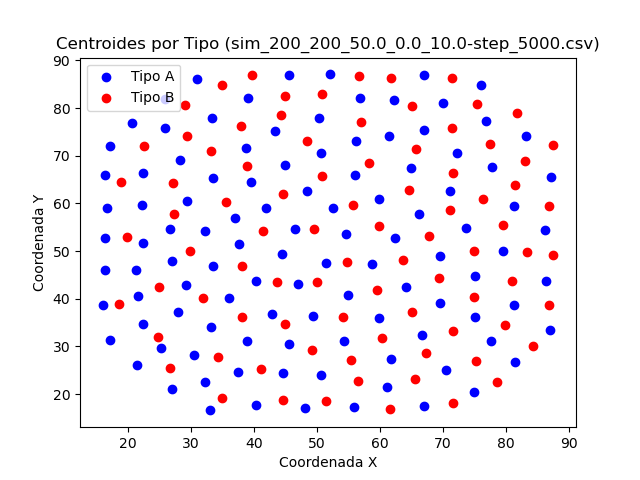 Centroides por Tipo (sim_200_200_50.0_0.0_10.0-step_5000.csv)
Tipo A
Tipo B
Coordenada Y
90
80
70
60
50
40
30
20
20 30 40 50 60 70 80 90
Coordenada X